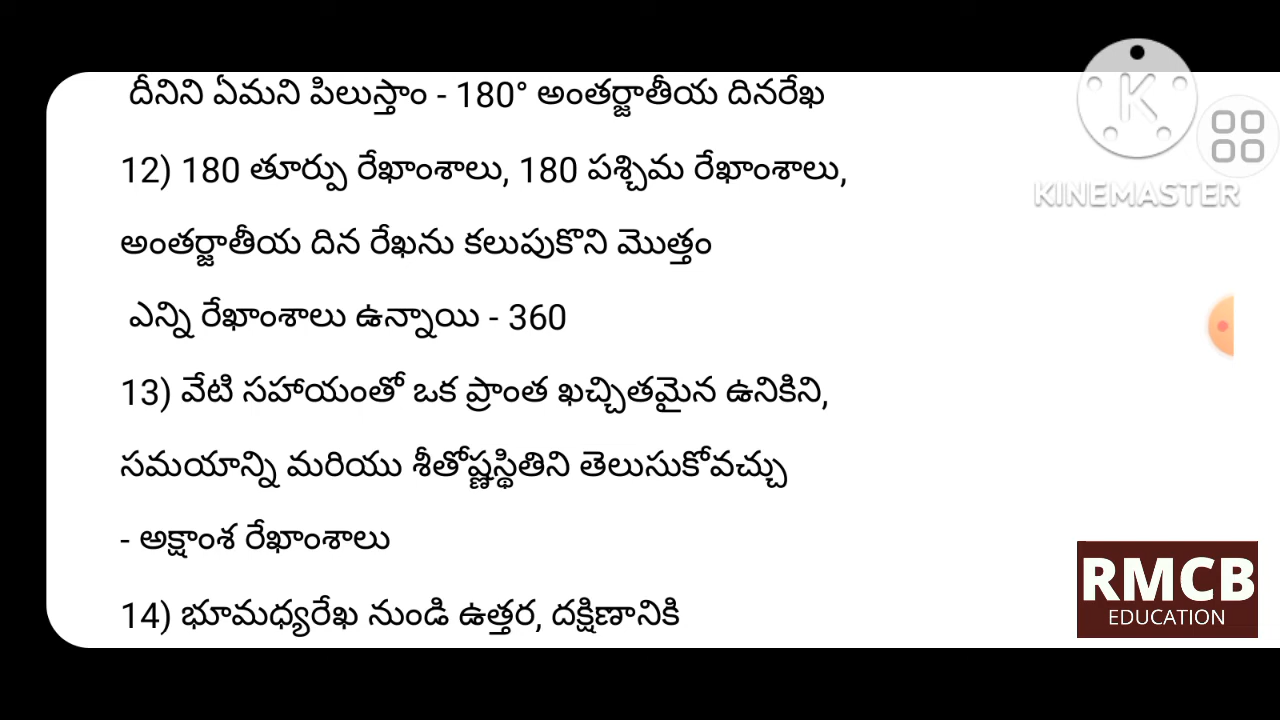 దీనిని ఏమని పిలుస్తాం - 180° అంతర్జాతీయ దినరేఖ
12) 180 తూర్పు రేఖాంశాలు, 180 పశ్చిమ రేఖాంశాలు,
అంతర్జాతీయ దిన రేఖను కలుపుకొని మొత్తం
ఎన్ని రేఖాంశాలు ఉన్నాయి - 360
13) వేటి సహాయంతో ఒక ప్రాంత ఖచ్చితమైన ఉనికిని,
సమయాన్ని మరియు శీతోష్ణస్థితిని తెలుసుకోవచ్చు
- అక్షాంశ రేఖాంశాలు
14) భూమధ్యరేఖ నుండి ఉత్తర, దక్షిణానికి
K
KINEMASTER
RMCB
EDUCATION